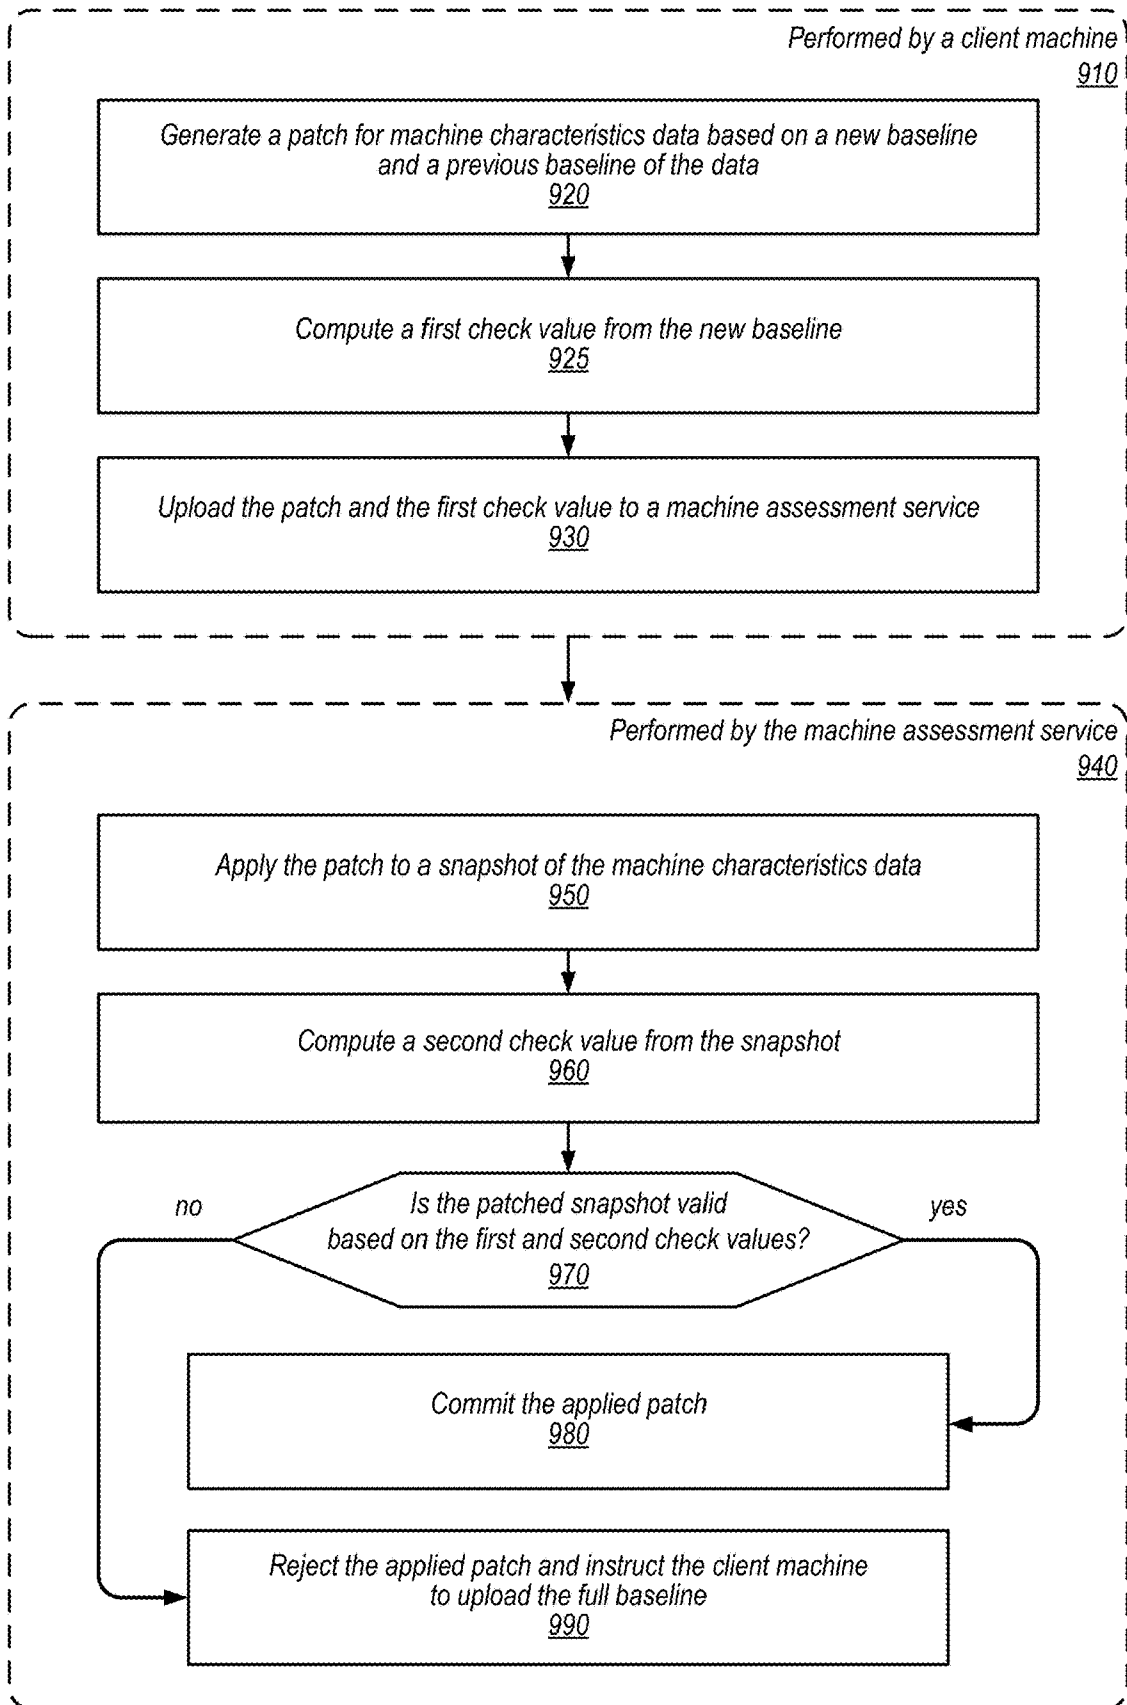 Performed by a client machine
910
Generate a patch for machine characteristics data based on a new baseline
and a previous baseline of the data
920
Compute a first check value from the new baseline
925
Upload the patch and the first check value to a machine assessment service
930
Performed by the machine assessment service
940
Apply the patch to a snapshot of the machine characteristics data
950
Compute a second check value from the snapshot
960
no
Is the patched snapshot valid
yes
based on the first and second check values?
970
Commit the applied patch
980
Reject the applied patch and instruct the client machine
to upload the full baseline
990